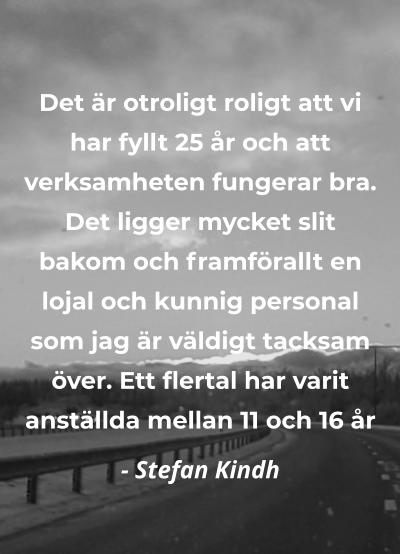 Det är otroligt roligt att vi
har fyllt 25 år och att
verksamheten fungerar bra.
Det ligger mycket slit
bakom och framförallt en
lojal och kunnig personal
som jag är väldigt tacksam
över. Ett flertal har varit
anställda mellan 11 och 16 år
- Stefan Kindh